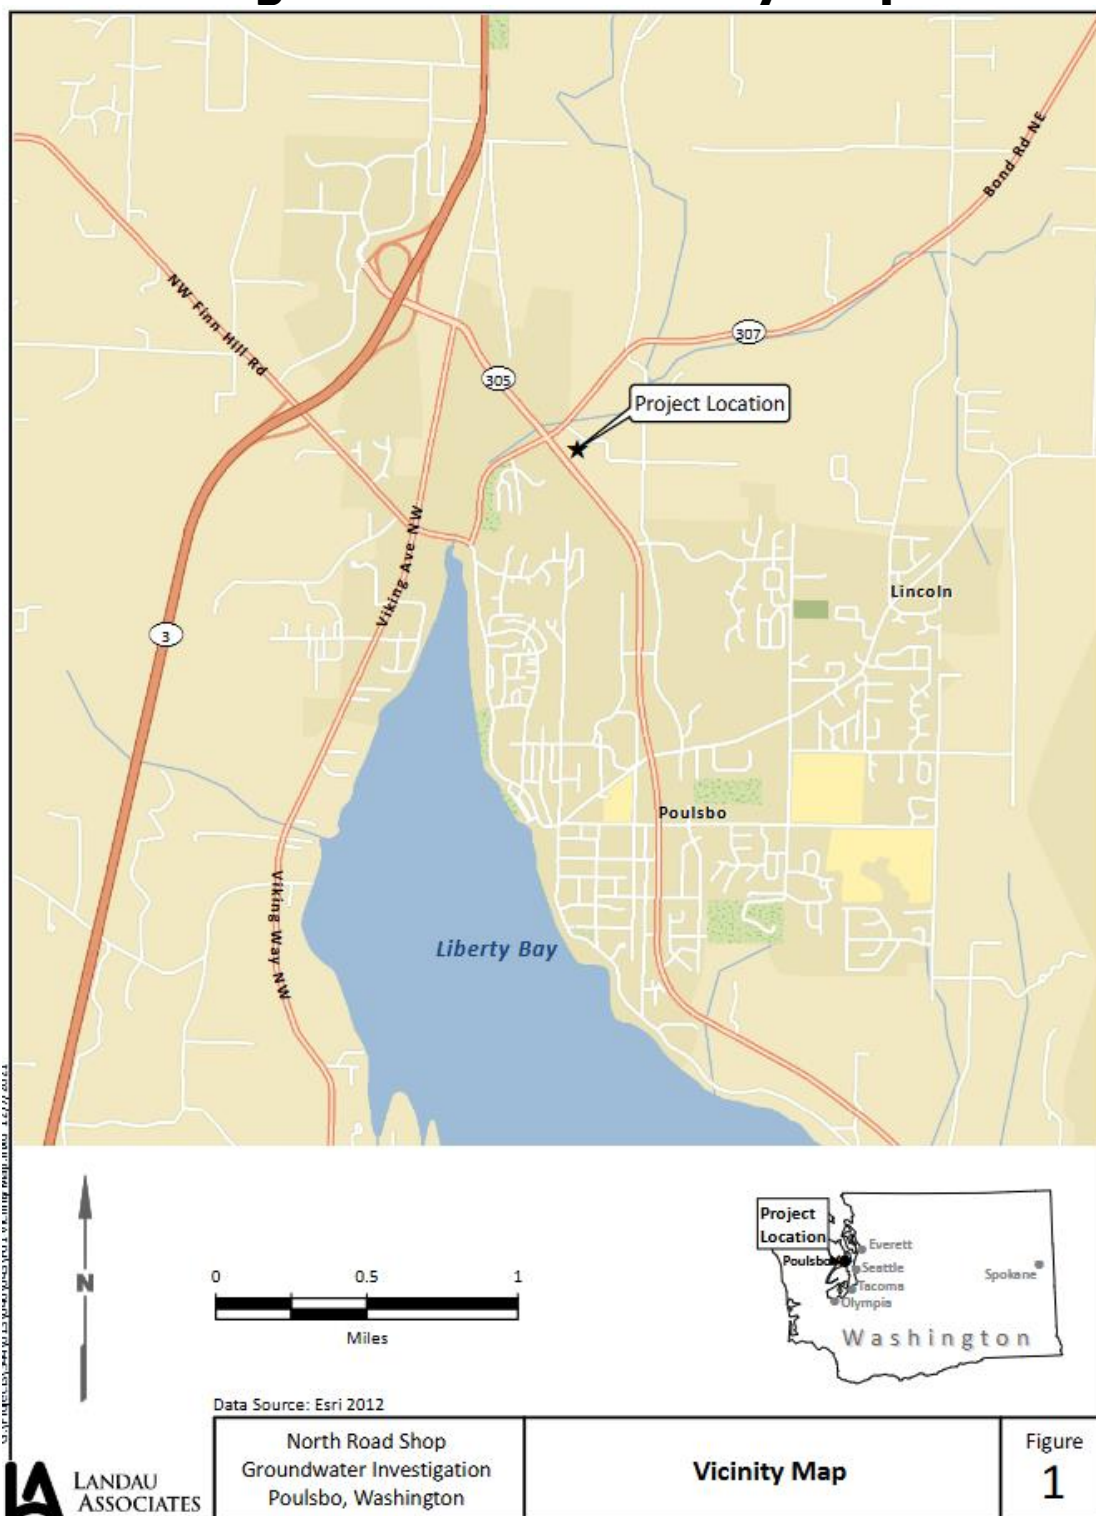 Bond Rd NE
NW Finn Hill Rd
307
305
Project Location
Viking Ave NW
Lincoln
3
Poulsbo
Viking Way NW
Liberty Bay
N
0 0.5 1
Miles
Project
Location
Everett
Poulsbo
Seattle
Spokane
Tacoma
Olympia
Washington
Data Source: Esri 2012
LANDAU
ASSOCIATES
North Road Shop
Groundwater Investigation
Poulsbo, Washington
Vicinity Map
Figure
1